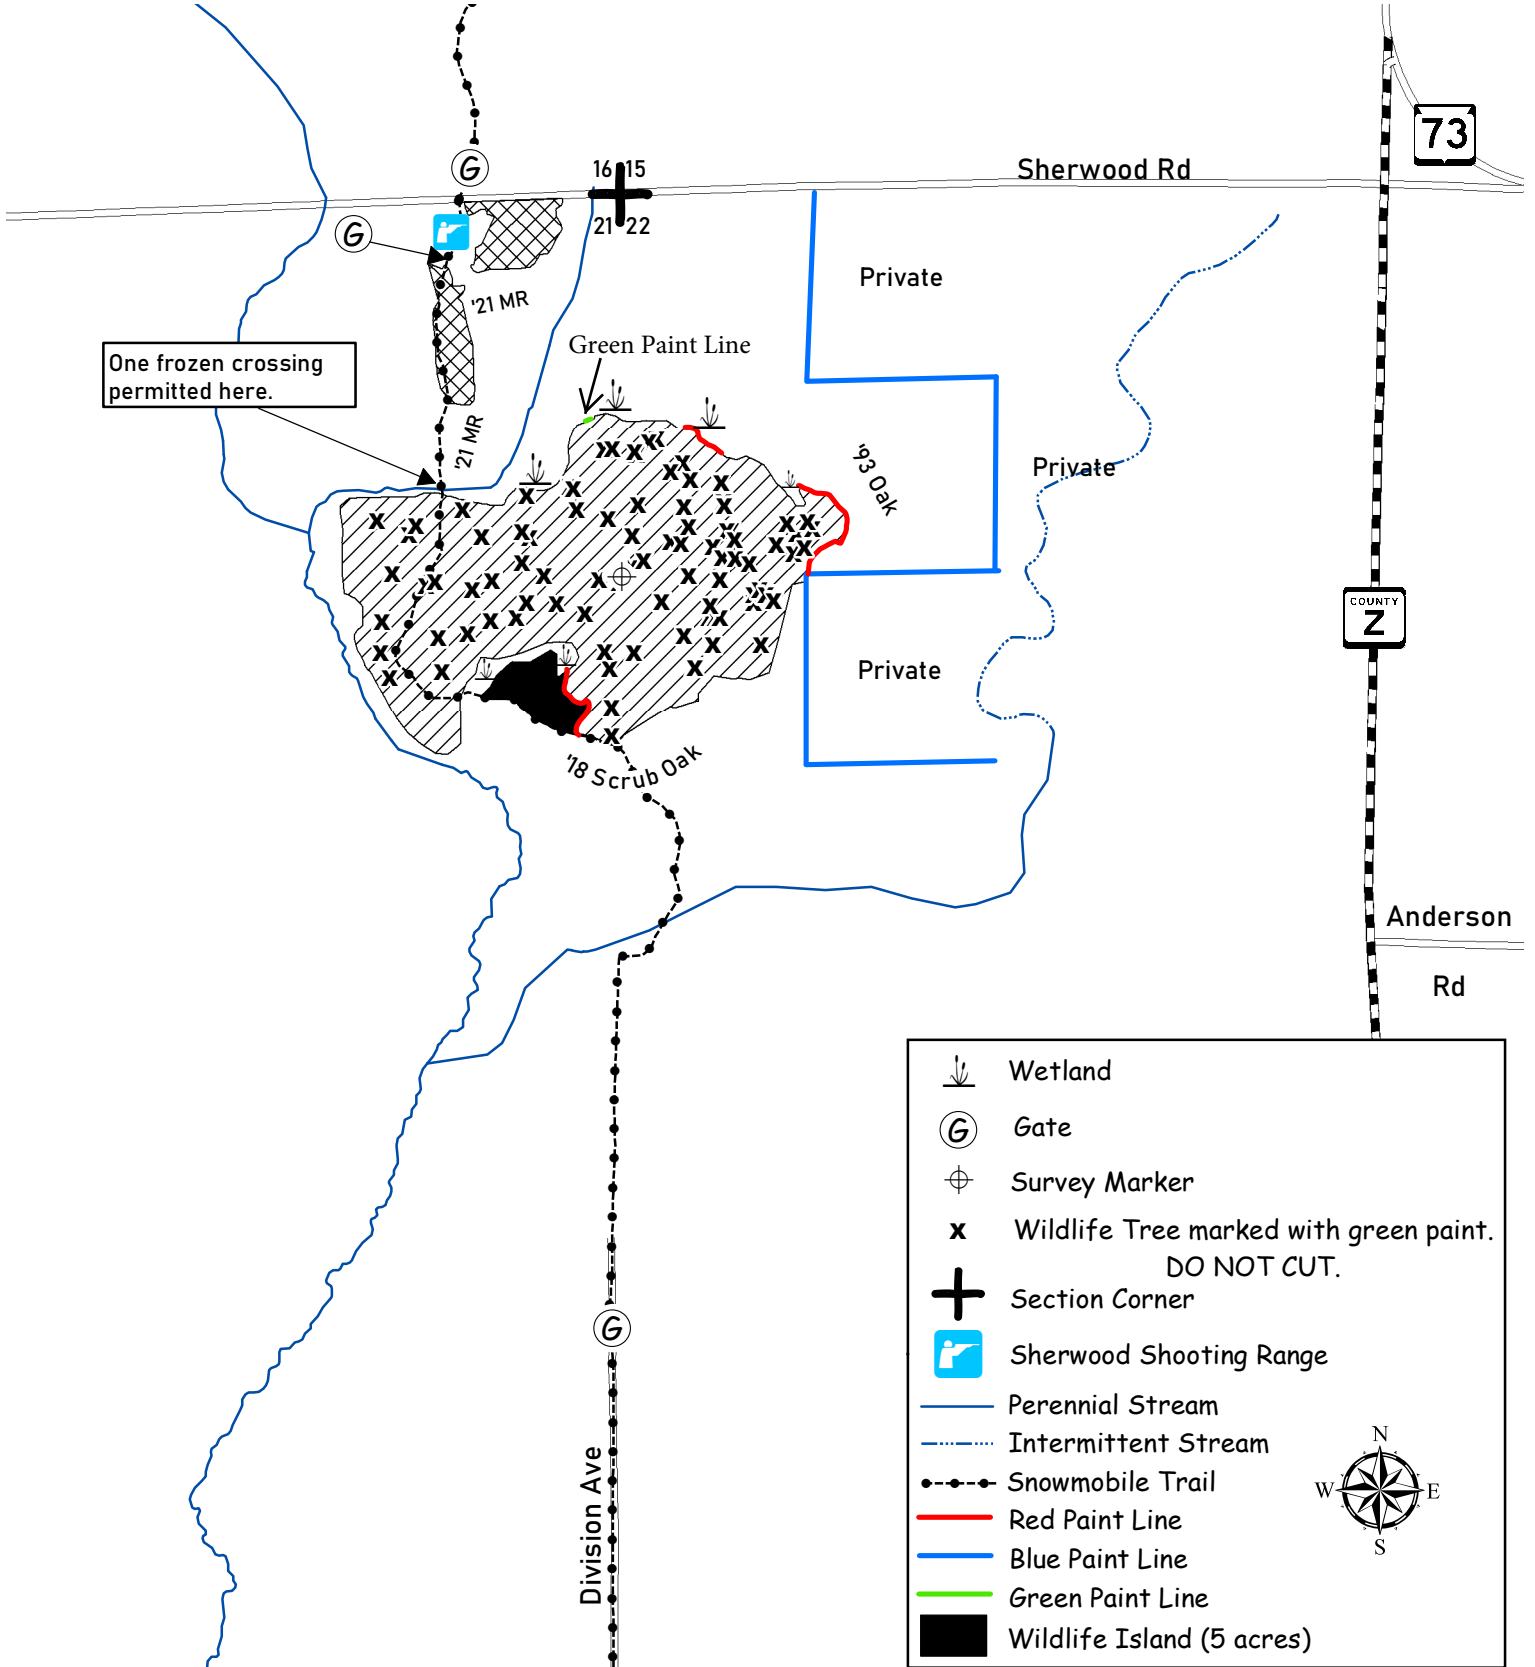 73
16 15
Sherwood Rd
G
21 22
G
Private
'21 MR
Green Paint Line
One frozen crossing
permitted here.
'21 MR
'93 Oak
Private
COUNTY
Z
Private
'18 Scrub Oak
Anderson
Rd
Wetland
G
Gate
Survey Marker
x
Wildlife Tree marked with green paint.
DO NOT CUT.
Section Corner
G
Sherwood Shooting Range
Perennial Stream
Intermittent Stream
Snowmobile Trail
Red Paint Line
Blue Paint Line
Green Paint Line
Wildlife Island (5 acres)
N
W E
S
Division Ave